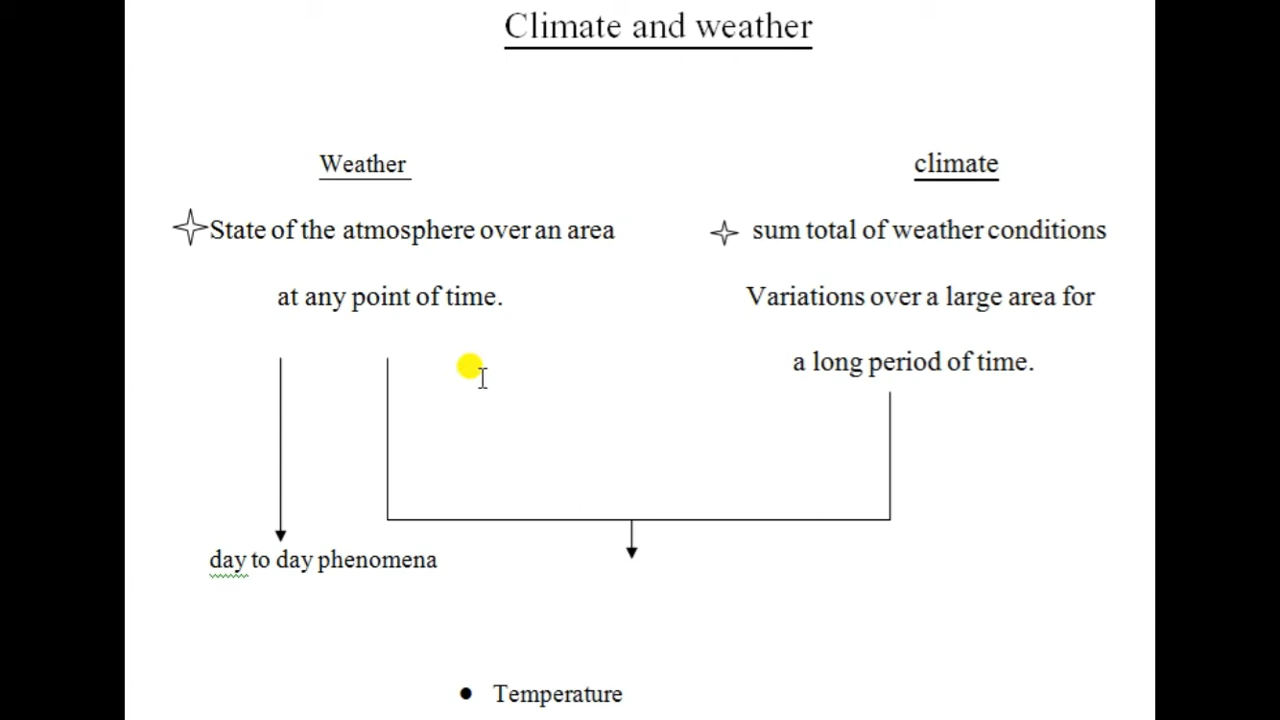 Climate and weather
Weather
climate
State of the atmosphere over an area
at any point of time.
sum total of weather conditions
Variations over a large area for
a long period of time.
day to day phenomena
• Temperature